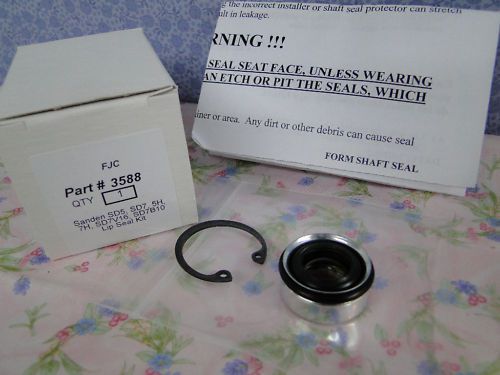 ng the incorrect installer or shaft seal protector can stretch
ult in leakage.
RNING !!!
SEAL SEAT FACE, UNLESS WEARING
AN ETCH OR PIT THE SEALS, WHICH
iner or area. Any dirt or other debris can cause seal
FORM SHAFT SEAL
FJC
Part # 3588
QTY 1
Sanden SD5, SD7, 5H,
7H, SD7V16, SD7B10
Lip Seal Kit